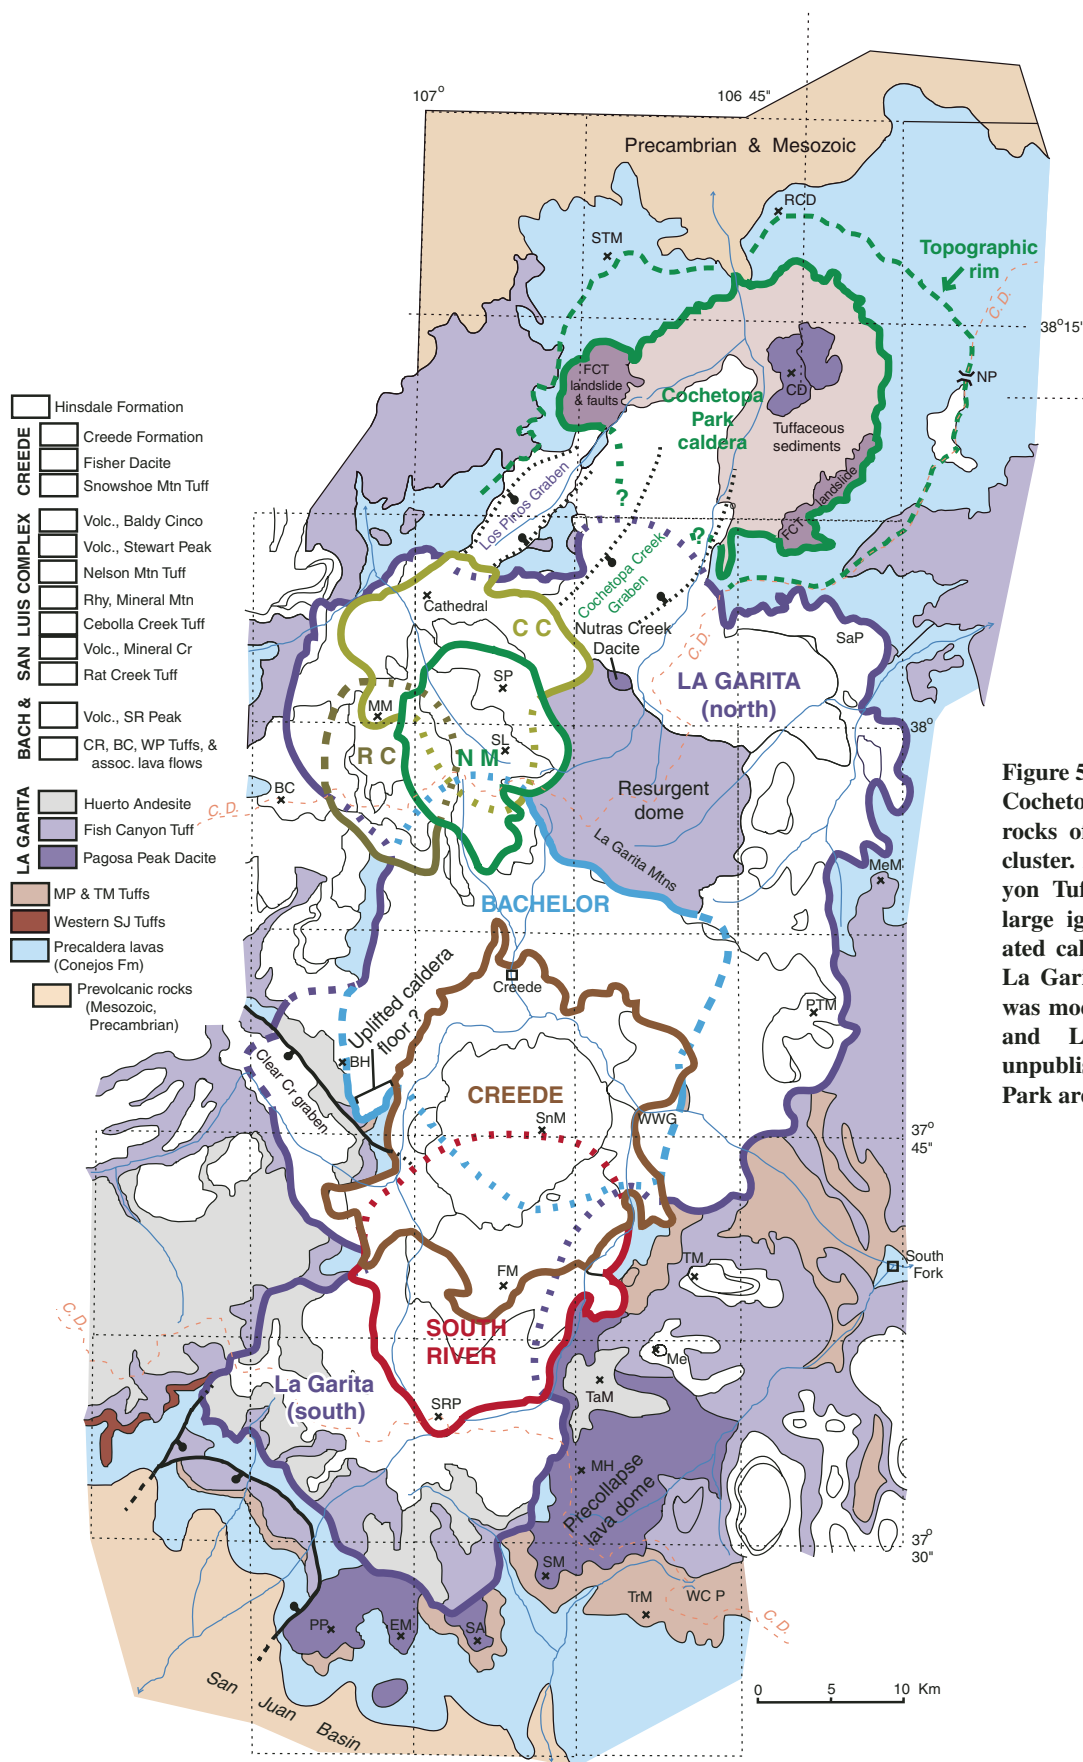 107°
106 45"
Precambrian & Mesozoic
RCD
STM
Topographic
rim
C.D.
38°15'
NP
FCT
landslide
& faults
CD
Cochetopa
Park
caldera
Tuffaceous
sediments
Los Pinos Graben
?
FCT landslide
?
Cochetopa Creek
Graben
Hinsdale Formation
CREEDE
Creede Formation
Fisher Dacite
Snowshoe Mtn Tuff
SAN LUIS COMPLEX
Volc., Baldy Cinco
Volc., Stewart Peak
Nelson Mtn Tuff
Rhy, Mineral Mtn
Cebolla Creek Tuff
Volc., Mineral Cr
Rat Creek Tuff
BACH &
SR
Volc., SR Peak
CR, BC, WP Tuffs, &
assoc. lava flows
LA GARITA
Huerto Andesite
Fish Canyon Tuff
Pagosa Peak Dacite
MP & TM Tuffs
Western SJ Tuffs
Precaldera lavas
(Conejos Fm)
Prevolcanic rocks
(Mesozoic,
Precambrian)
Cathedral
C C
Nutras Creek
Dacite
C.D.
SaP
LA GARITA
(north)
SP
MM
SL
R C
N M
38°
BC
C.D.
Resurgent
dome
La Garita Mtns
MeM
BACHELOR
Creede
Uplifted caldera
floor ?
PTM
BH
Clear Cr graben
CREEDE
SnM
WWG
37°
45"
South
Fork
TM
FM
C.D.
SOUTH
RIVER
Me
La Garita
(south)
TaM
SRP
MH
Precollapse
lava dome
37°
30"
SM
TrM
WC P
C.D.
PP
EM
SA
San Juan Basin
0 5 10 Km
Figure 5
Cocheto
rocks o
cluster.
yon Tuf
large ig
ated cal
La Gari
was moo
and L
unpublis
Park are